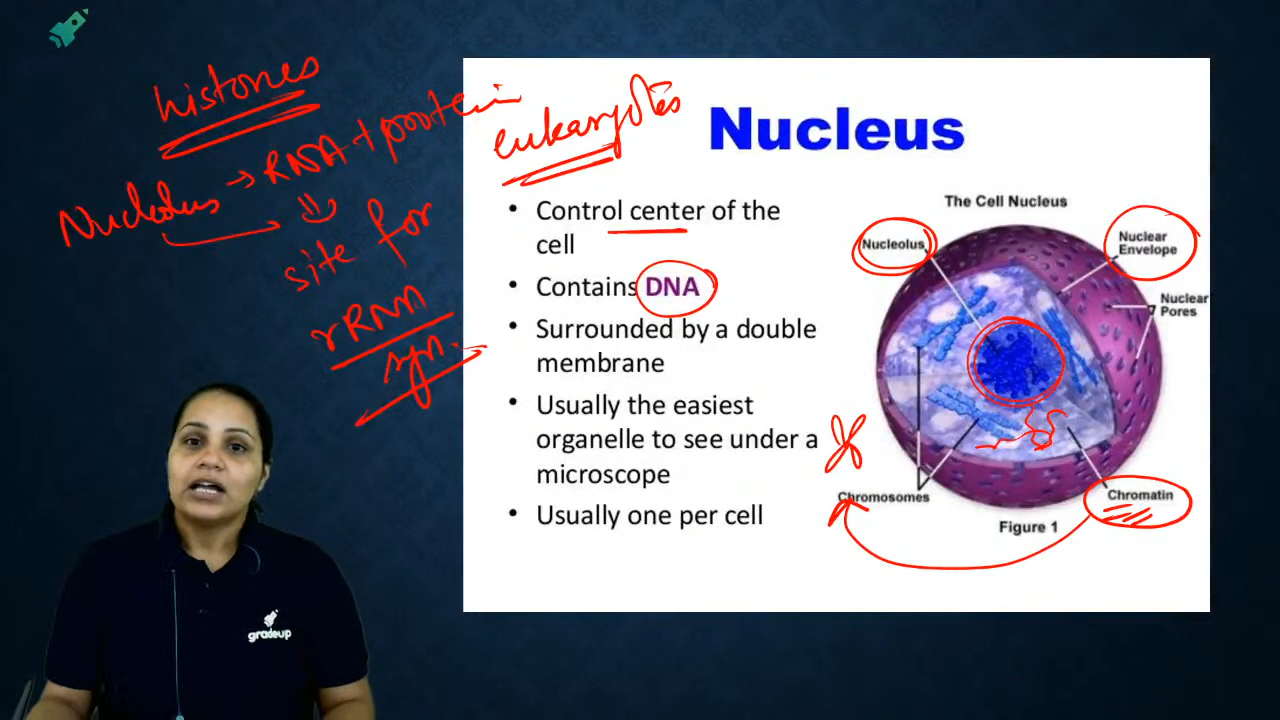 histones
Nucleolus → RNA + protein
site for
rRNA
syn.
eukaryotes
Nucleus
• Control center of the
cell
• Contains DNA
• Surrounded by a double
membrane
• Usually the easiest
organelle to see under a
microscope
• Usually one per cell
The Cell Nucleus
Nucleolus
Nuclear
Envelope
Nuclear
Pores
Chromosomes
Chromatin
Figure 1
gradeup